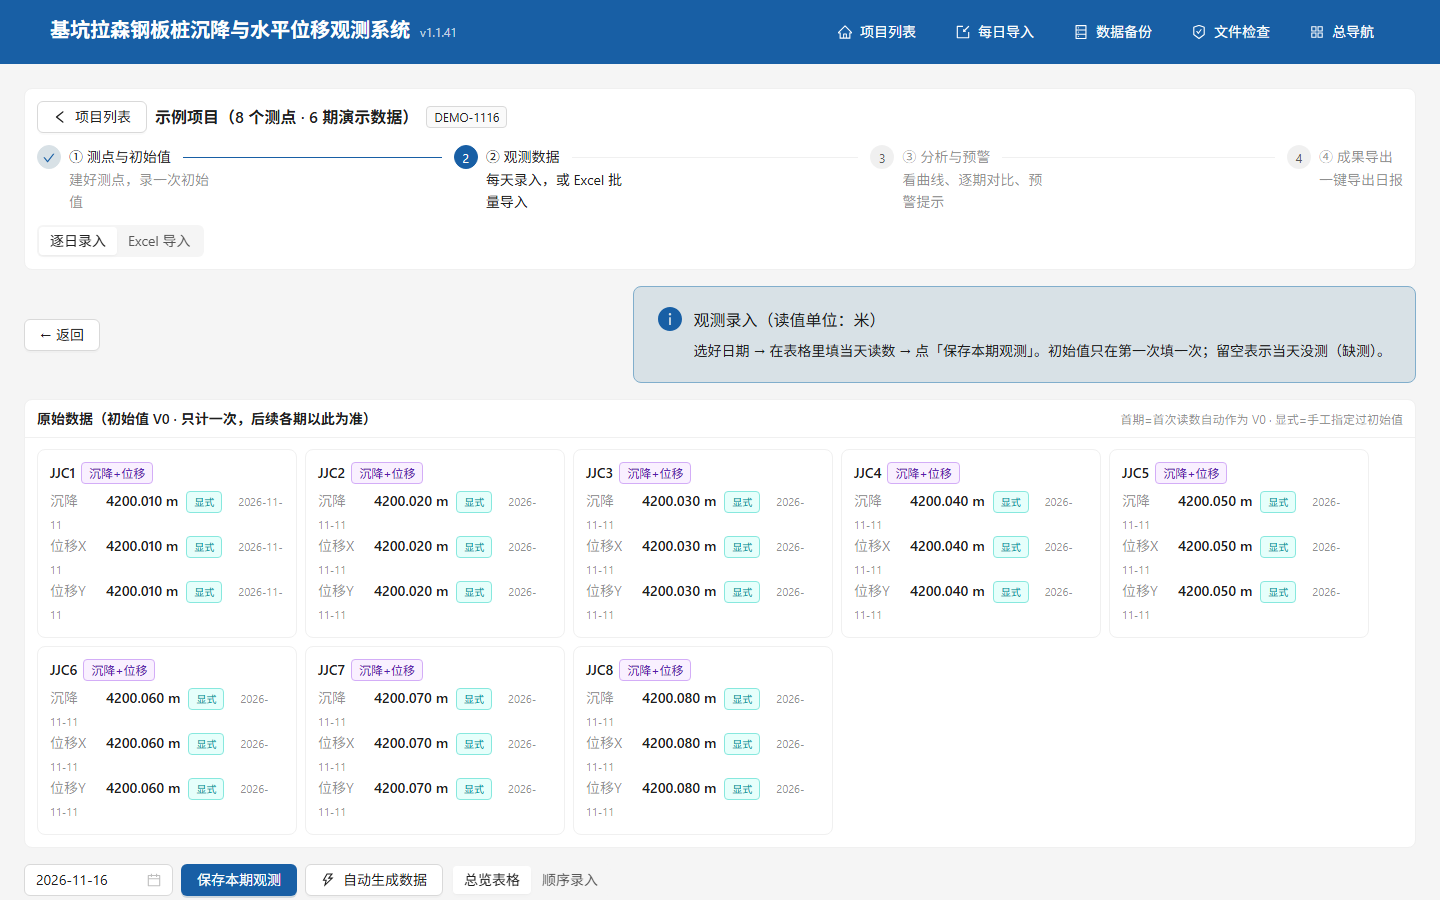 基坑拉森钢板桩沉降与水平位移观测系统 v1.1.41
项目列表
每日导入
数据备份
文件检查
总导航
项目列表
示例项目（8 个测点 · 6 期演示数据）
DEMO-1116
① 测点与初始值
建好测点，录一次初始
值
2
② 观测数据
每天录入，或 Excel 批
量导入
3
③ 分析与预警
看曲线、逐期对比、预
警提示
4
④ 成果导出
一键导出日报
逐日录入
Excel 导入
← 返回
观测录入（读值单位：米）
选好日期 → 在表格里填当天读数 → 点「保存本期观测」。初始值只在第一次填一次；留空表示当天没测（缺测）。
原始数据（初始值 V0 · 只计一次，后续各期以此为准）
首期=首次读数自动作为 V0 · 显式=手工指定过初始值
JJC1 沉降+位移
沉降 4200.010 m 显式 2026-11-
11
位移X 4200.010 m 显式 2026-11-
11
位移Y 4200.010 m 显式 2026-11-
11
JJC2 沉降+位移
沉降 4200.020 m 显式 2026-
11-11
位移X 4200.020 m 显式 2026-
11-11
位移Y 4200.020 m 显式 2026-
11-11
JJC3 沉降+位移
沉降 4200.030 m 显式 2026-
11-11
位移X 4200.030 m 显式 2026-
11-11
位移Y 4200.030 m 显式 2026-
11-11
JJC4 沉降+位移
沉降 4200.040 m 显式 2026-
11-11
位移X 4200.040 m 显式 2026-
11-11
位移Y 4200.040 m 显式 2026-
11-11
JJC5 沉降+位移
沉降 4200.050 m 显式 2026-
11-11
位移X 4200.050 m 显式 2026-
11-11
位移Y 4200.050 m 显式 2026-
11-11
JJC6 沉降+位移
沉降 4200.060 m 显式 2026-
11-11
位移X 4200.060 m 显式 2026-
11-11
位移Y 4200.060 m 显式 2026-
11-11
JJC7 沉降+位移
沉降 4200.070 m 显式 2026-
11-11
位移X 4200.070 m 显式 2026-
11-11
位移Y 4200.070 m 显式 2026-
11-11
JJC8 沉降+位移
沉降 4200.080 m 显式 2026-
11-11
位移X 4200.080 m 显式 2026-
11-11
位移Y 4200.080 m 显式 2026-
11-11
2026-11-16
保存本期观测
自动生成数据
总览表格
顺序录入